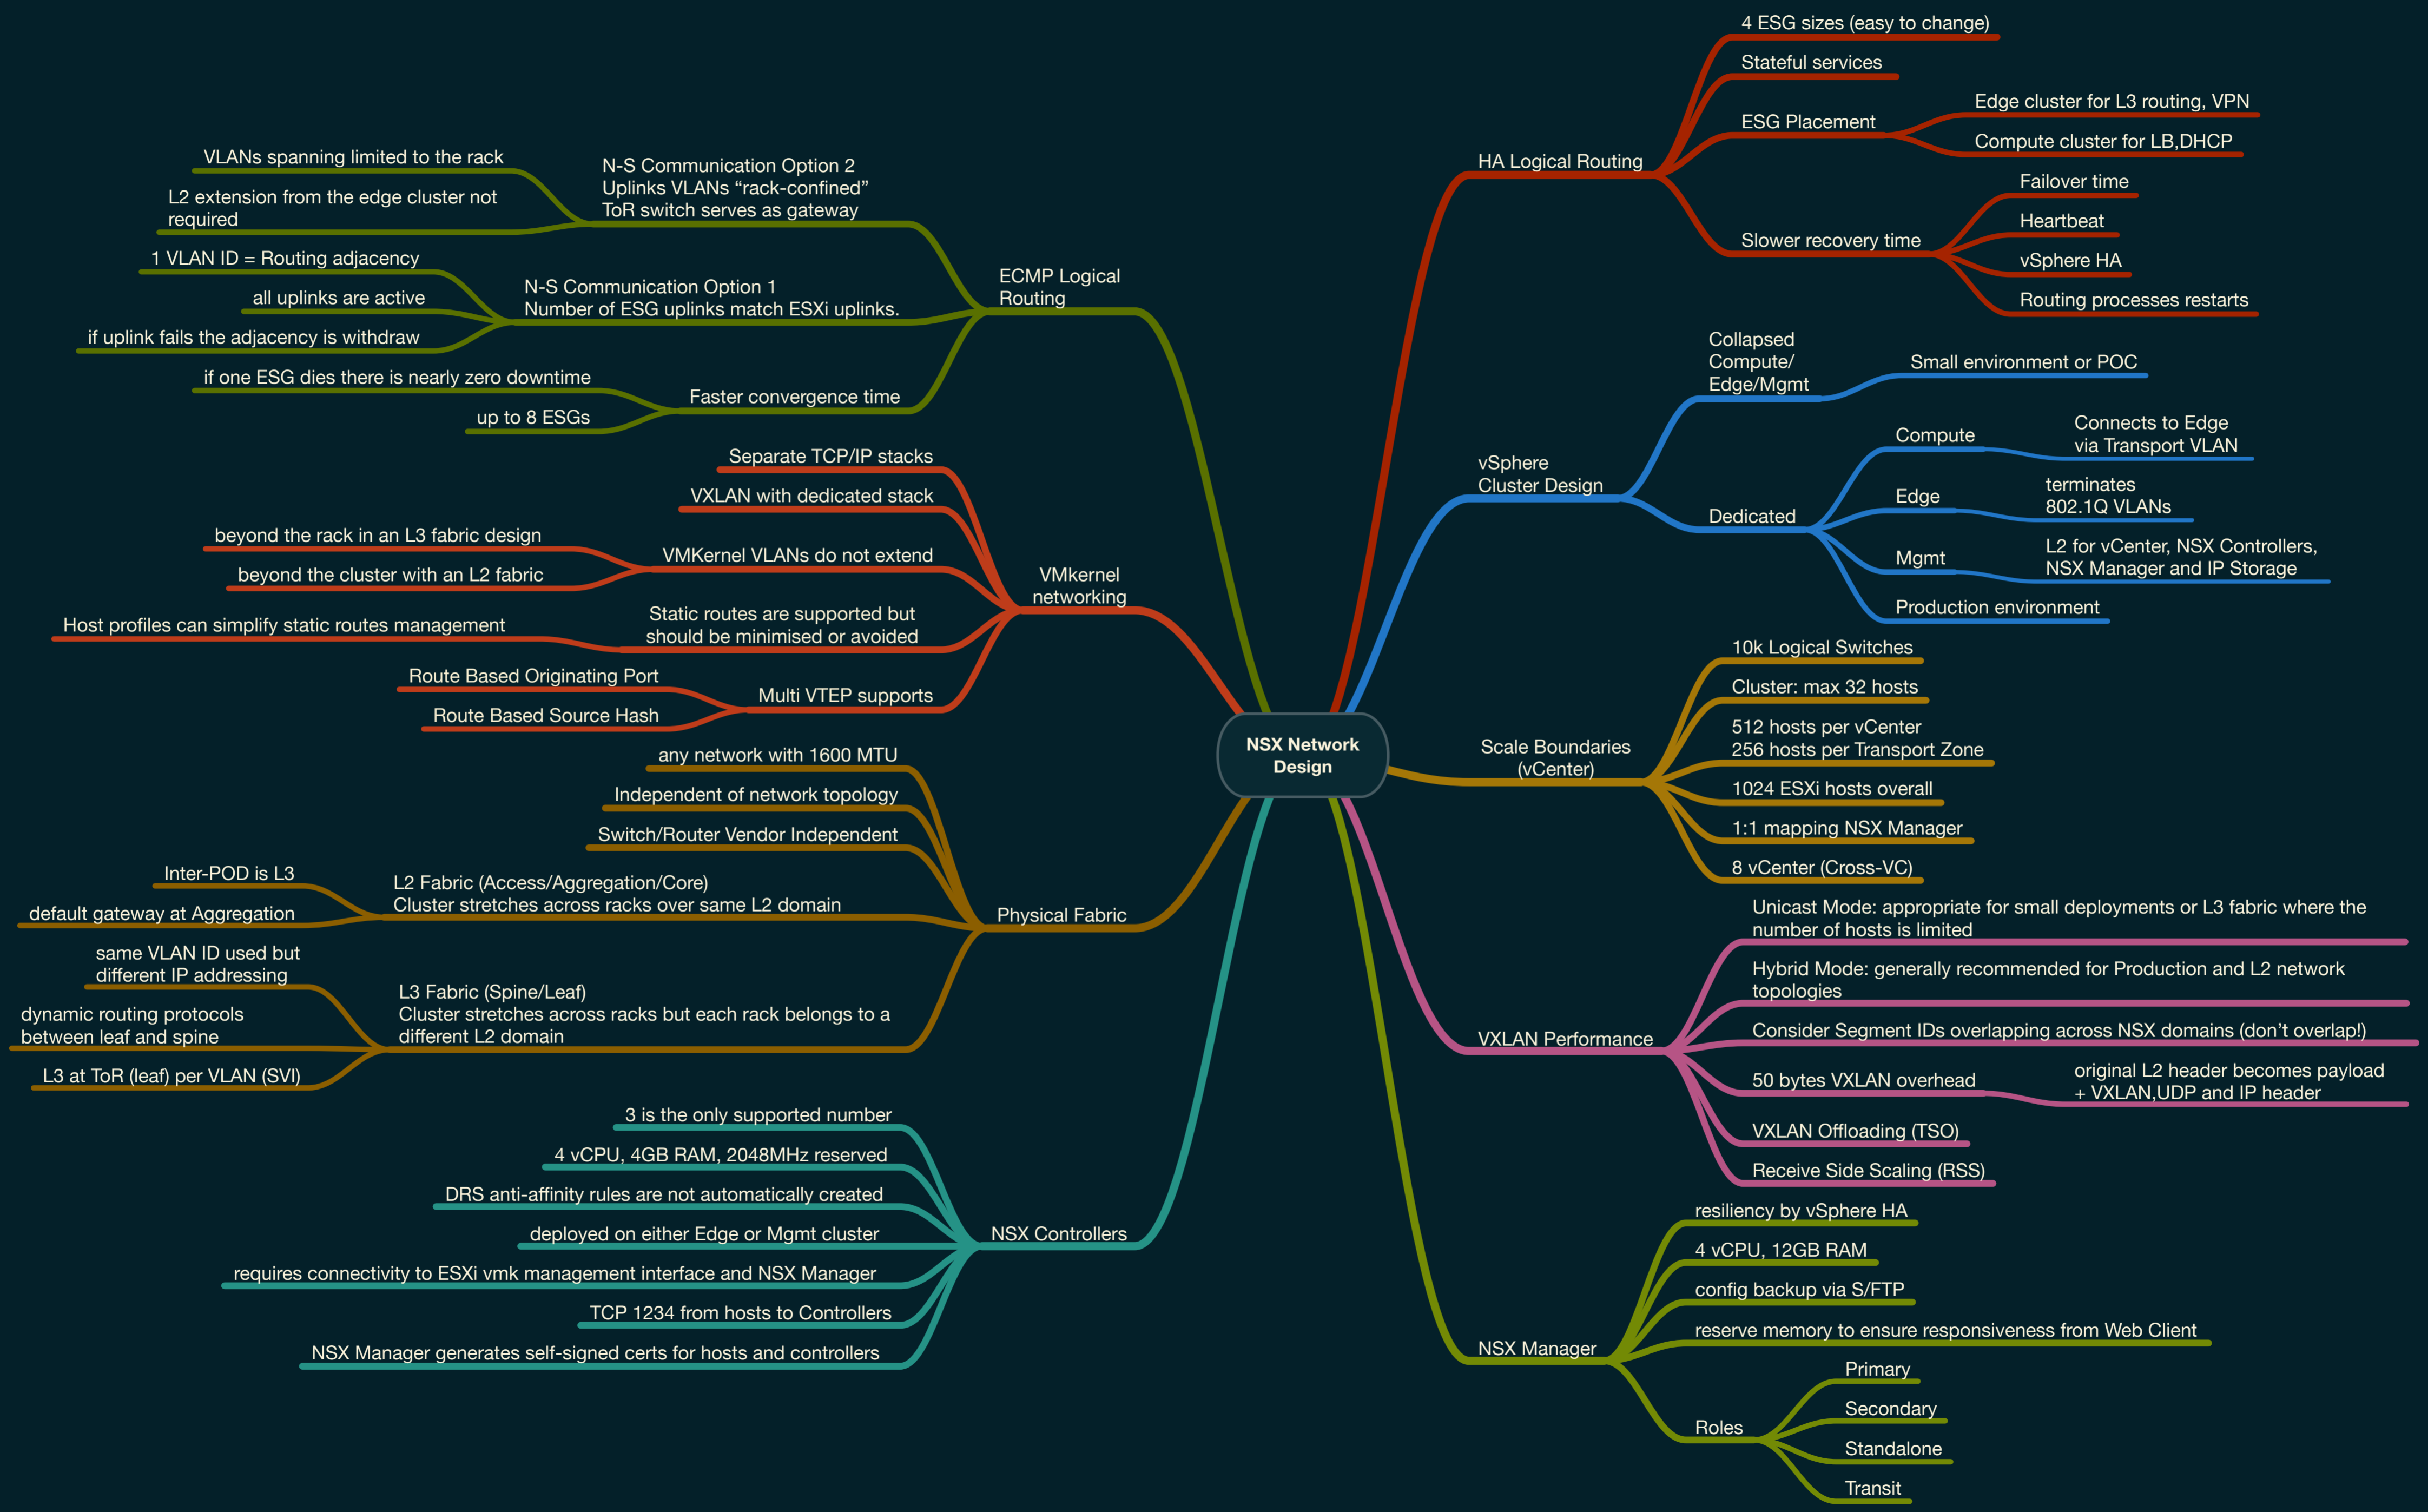 NSX Network
Design
HA Logical Routing
4 ESG sizes (easy to change)
Stateful services
ESG Placement
Edge cluster for L3 routing, VPN
Compute cluster for LB,DHCP
Slower recovery time
Failover time
Heartbeat
vSphere HA
Routing processes restarts
vSphere
Cluster Design
Collapsed
Compute/
Edge/Mgmt
Small environment or POC
Dedicated
Compute
Connects to Edge
via Transport VLAN
Edge
terminates
802.1Q VLANs
Mgmt
L2 for vCenter, NSX Controllers,
NSX Manager and IP Storage
Production environment
Scale Boundaries
(vCenter)
10k Logical Switches
Cluster: max 32 hosts
512 hosts per vCenter
256 hosts per Transport Zone
1024 ESXi hosts overall
1:1 mapping NSX Manager
8 vCenter (Cross-VC)
VXLAN Performance
Unicast Mode: appropriate for small deployments or L3 fabric where the
number of hosts is limited
Hybrid Mode: generally recommended for Production and L2 network
topologies
Consider Segment IDs overlapping across NSX domains (don’t overlap!)
50 bytes VXLAN overhead
original L2 header becomes payload
+ VXLAN,UDP and IP header
VXLAN Offloading (TSO)
Receive Side Scaling (RSS)
NSX Manager
resiliency by vSphere HA
4 vCPU, 12GB RAM
config backup via S/FTP
reserve memory to ensure responsiveness from Web Client
Roles
Primary
Secondary
Standalone
Transit
ECMP Logical
Routing
N-S Communication Option 2
Uplinks VLANs “rack-confined”
ToR switch serves as gateway
VLANs spanning limited to the rack
L2 extension from the edge cluster not
required
N-S Communication Option 1
Number of ESG uplinks match ESXi uplinks.
1 VLAN ID = Routing adjacency
all uplinks are active
if uplink fails the adjacency is withdraw
Faster convergence time
if one ESG dies there is nearly zero downtime
up to 8 ESGs
VMkernel
networking
Separate TCP/IP stacks
VXLAN with dedicated stack
VMKernel VLANs do not extend
beyond the rack in an L3 fabric design
beyond the cluster with an L2 fabric
Static routes are supported but
should be minimised or avoided
Host profiles can simplify static routes management
Multi VTEP supports
Route Based Originating Port
Route Based Source Hash
Physical Fabric
any network with 1600 MTU
Independent of network topology
Switch/Router Vendor Independent
L2 Fabric (Access/Aggregation/Core)
Cluster stretches across racks over same L2 domain
Inter-POD is L3
default gateway at Aggregation
L3 Fabric (Spine/Leaf)
Cluster stretches across racks but each rack belongs to a
different L2 domain
same VLAN ID used but
different IP addressing
dynamic routing protocols
between leaf and spine
L3 at ToR (leaf) per VLAN (SVI)
NSX Controllers
3 is the only supported number
4 vCPU, 4GB RAM, 2048MHz reserved
DRS anti-affinity rules are not automatically created
deployed on either Edge or Mgmt cluster
requires connectivity to ESXi vmk management interface and NSX Manager
TCP 1234 from hosts to Controllers
NSX Manager generates self-signed certs for hosts and controllers